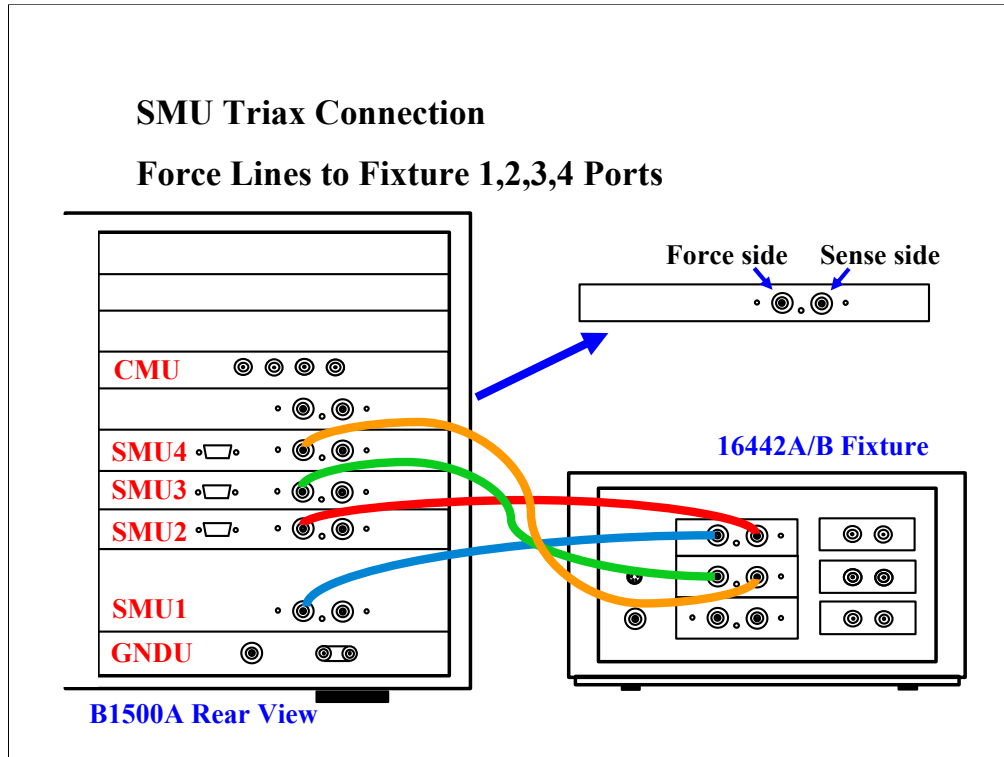 SMU Triax Connection
Force Lines to Fixture 1,2,3,4 Ports
Force side
Sense side
CMU
SMU4
SMU3
SMU2
SMU1
GNDU
16442A/B Fixture
B1500A Rear View